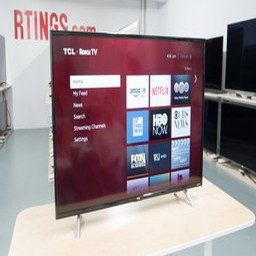 RTINGS.com
TCL · Roku TV
Home
My Feed
News
Search
Streaming Channels
Settings
amazon
NETFLIX
HBO
NOW
CBS
NEWS
FOX